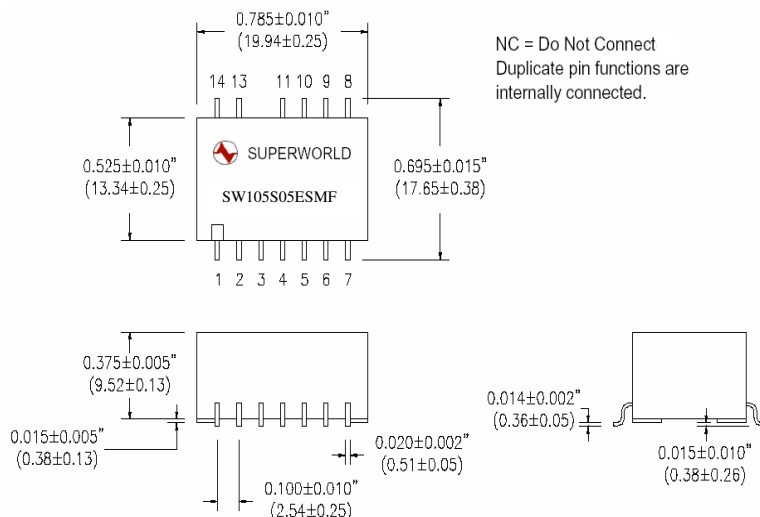 0.785±0.010"
(19.94±0.25)
NC = Do Not Connect
Duplicate pin functions are
internally connected.
14 13 11 10 9 8
SUPERWORLD
SW105S05ESMF
0.525±0.010"
(13.34±0.25)
0.695±0.015"
(17.65±0.38)
1 2 3 4 5 6 7
0.375±0.005"
(9.52±0.13)
0.015±0.005"
(0.38±0.13)
0.020±0.002"
(0.51±0.05)
0.100±0.010"
(2.54±0.25)
0.014±0.002"
(0.36±0.05)
0.015±0.010"
(0.38±0.26)